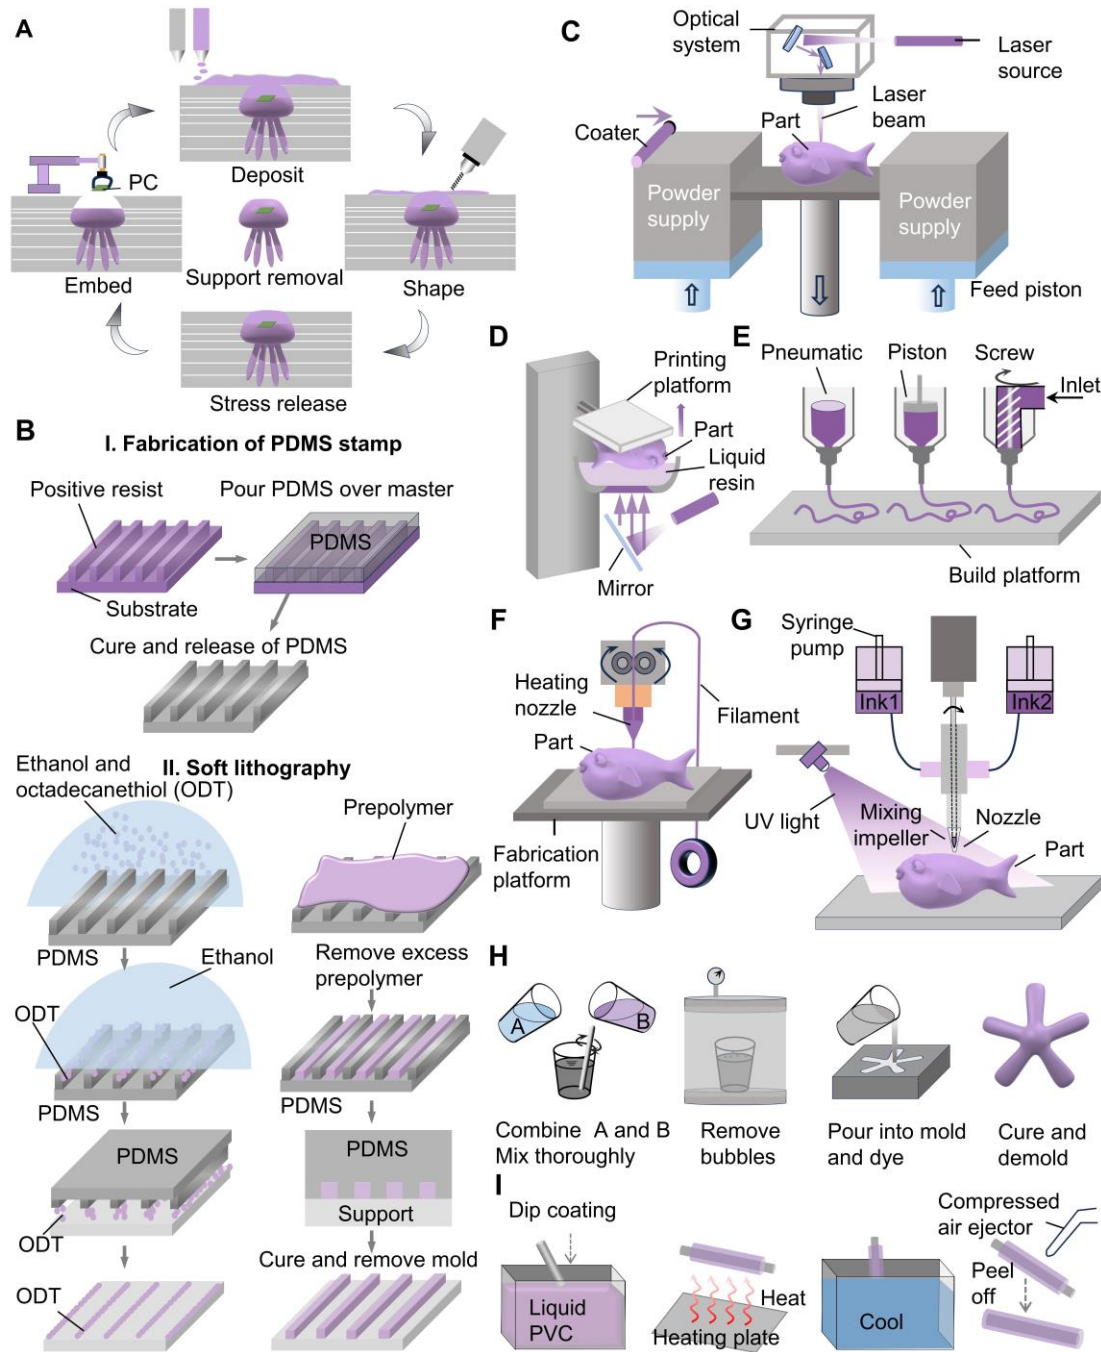 A
Deposit
PC
Embed
Support removal
Shape
Stress release
B
I. Fabrication of PDMS stamp
Positive resist
Pour PDMS over master
PDMS
Substrate
Cure and release of PDMS
II. Soft lithography
Ethanol and
octadecanethiol (ODT)
PDMS
Ethanol
ODT
PDMS
PDMS
ODT
ODT
Prepolymer
Remove excess
prepolymer
PDMS
PDMS
Support
Cure and remove mold
C
Optical
system
Laser
source
Laser
beam
Part
Coater
Powder
supply
Powder
supply
Feed piston
D
Printing
platform
Part
Liquid
resin
Mirror
E
Pneumatic
Piston
Screw
Inlet
Build platform
F
Heating
nozzle
Part
Filament
Fabrication
platform
G
Syringe
pump
Ink1
Ink2
UV light
Mixing
impeller
Nozzle
Part
H
A
B
Combine A and B
Mix thoroughly
Remove
bubbles
Pour into mold
and dye
Cure and
demold
I
Dip coating
Liquid
PVC
Heat
Heating plate
Cool
Compressed
air ejector
Peel
off